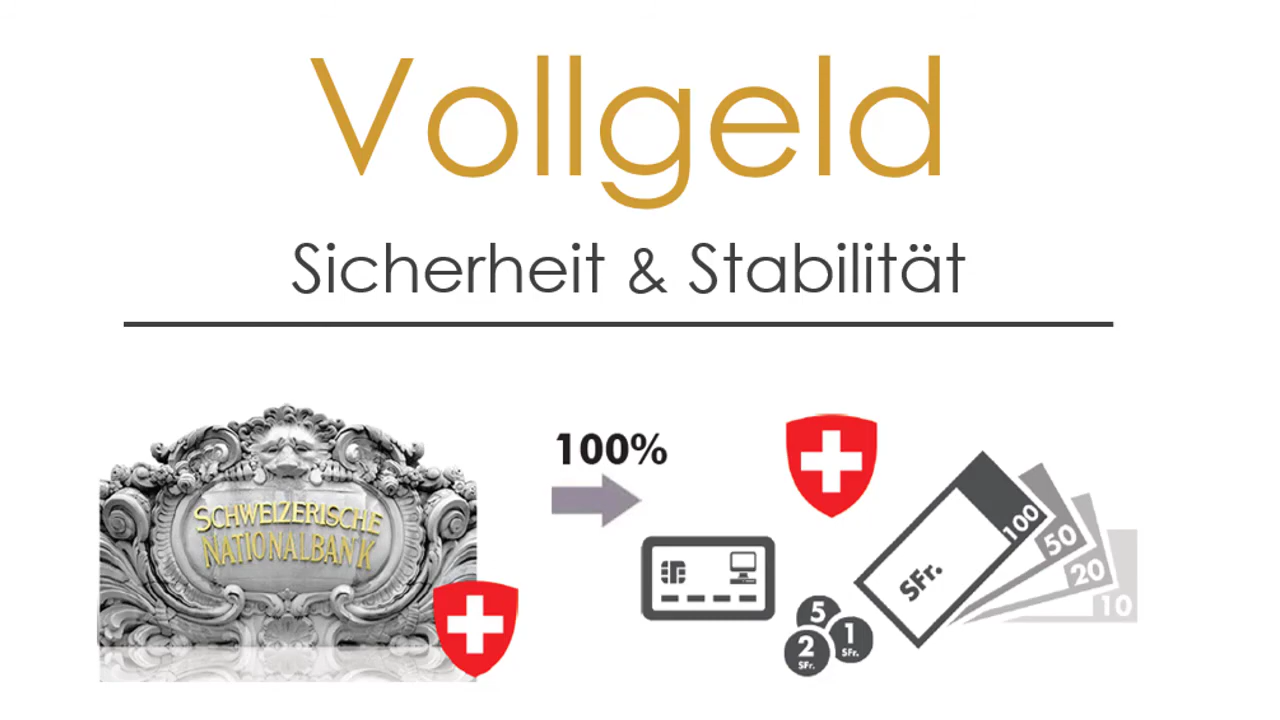 Vollgeld
Sicherheit & Stabilität
SCHWEIZERISCHE
NATIONALBANK
100%
SFr.
100
50
20
10
5
2
SFr.
1
SFr.